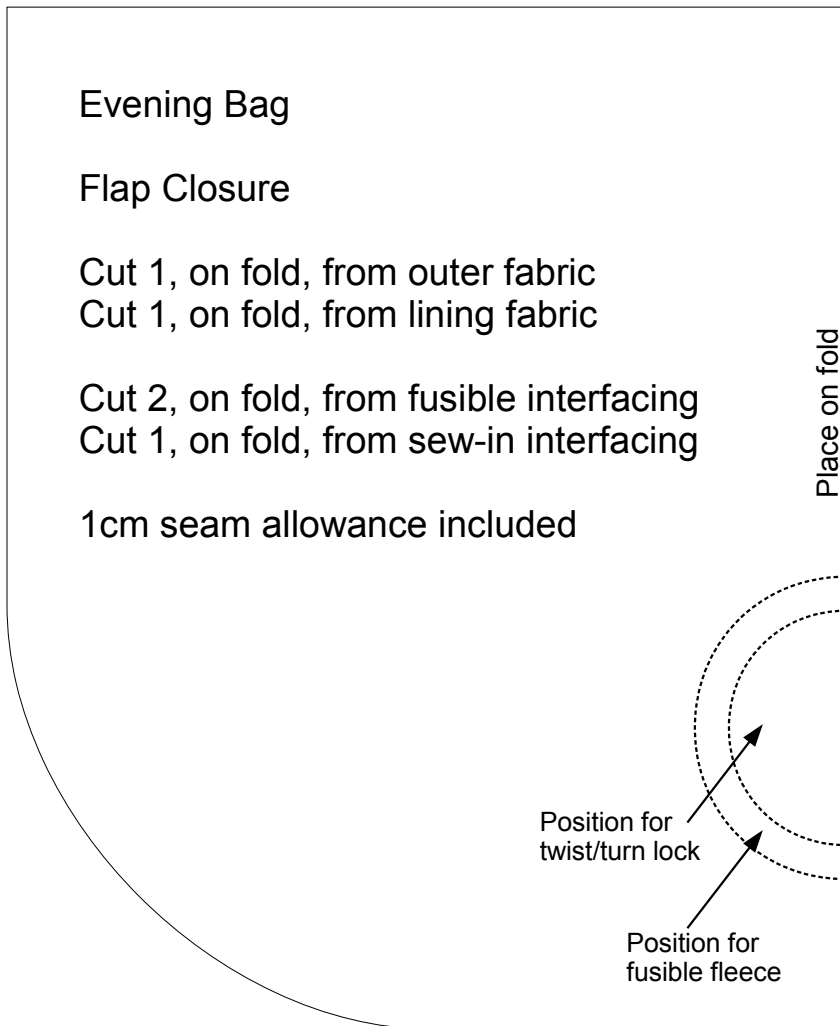 Evening Bag
Flap Closure
Cut 1, on fold, from outer fabric
Cut 1, on fold, from lining fabric
Cut 2, on fold, from fusible interfacing
Cut 1, on fold, from sew-in interfacing
1cm seam allowance included
Place on fold
Position for
twist/turn lock
Position for
fusible fleece